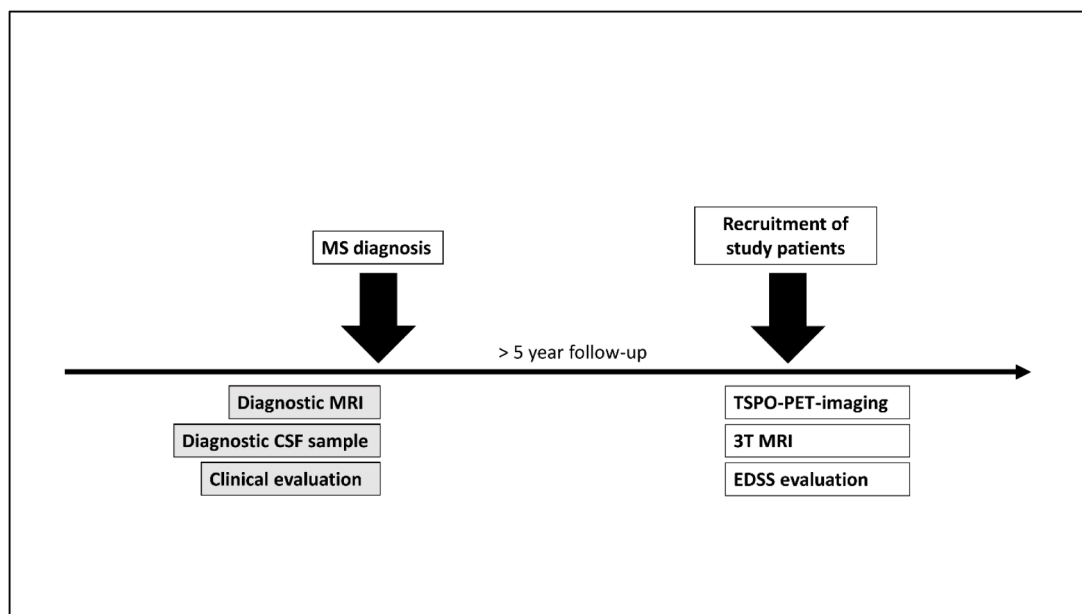 MS diagnosis
Recruitment of
study patients
> 5 year follow-up
Diagnostic MRI
Diagnostic CSF sample
Clinical evaluation
TSPO-PET-imaging
3T MRI
EDSS evaluation